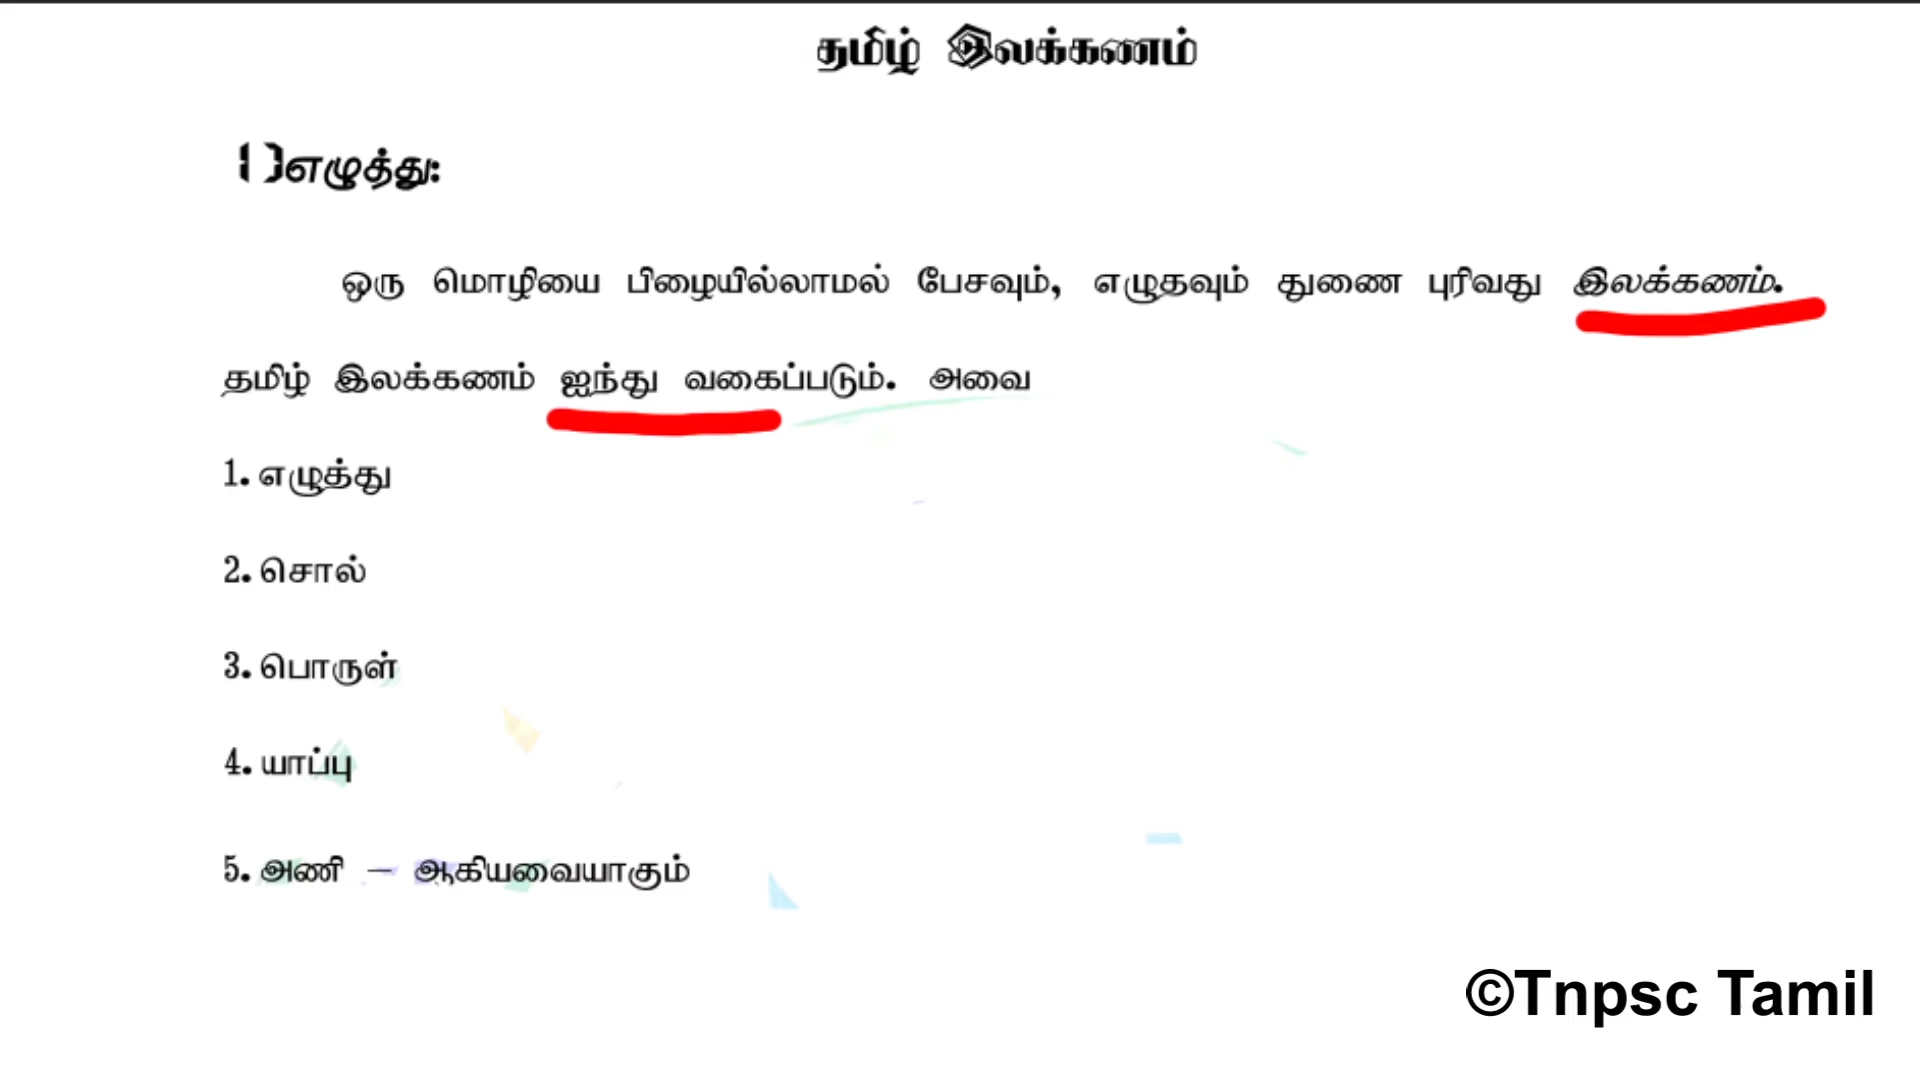 தமிழ் இலக்கணம்
1)எழுத்து:
ஒரு மொழியை பிழையில்லாமல் பேசவும், எழுதவும் துணை புரிவது இலக்கணம்.
தமிழ் இலக்கணம் ஐந்து வகைப்படும். அவை
1. எழுத்து
2. சொல்
3. பொருள்
4. யாப்பு
5. அணி – ஆகியவையாகும்
©Tnpsc Tamil